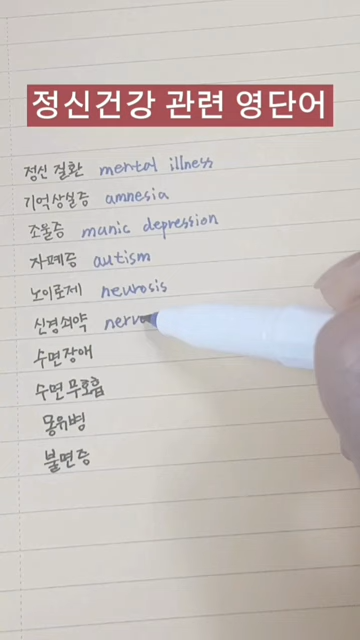 정신건강 관련 영단어
정신 질환 mental illness
기억상실증 amnesia
조울증 manic depression
자폐증 autism
노이로제 neurosis
신경쇠약 nervo
수면장애
수면 무호흡
몽유병
불면증